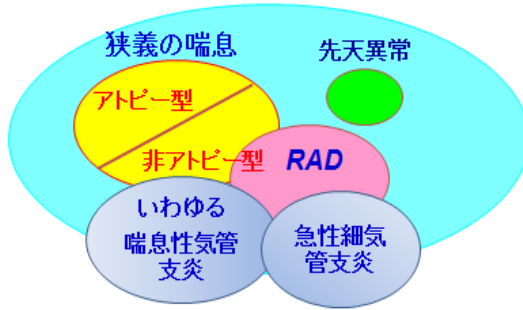 狭義の喘息
先天異常
アトピー型
非アトピー型
RAD
いわゆる
喘息性気管
支炎
急性細気
管支炎